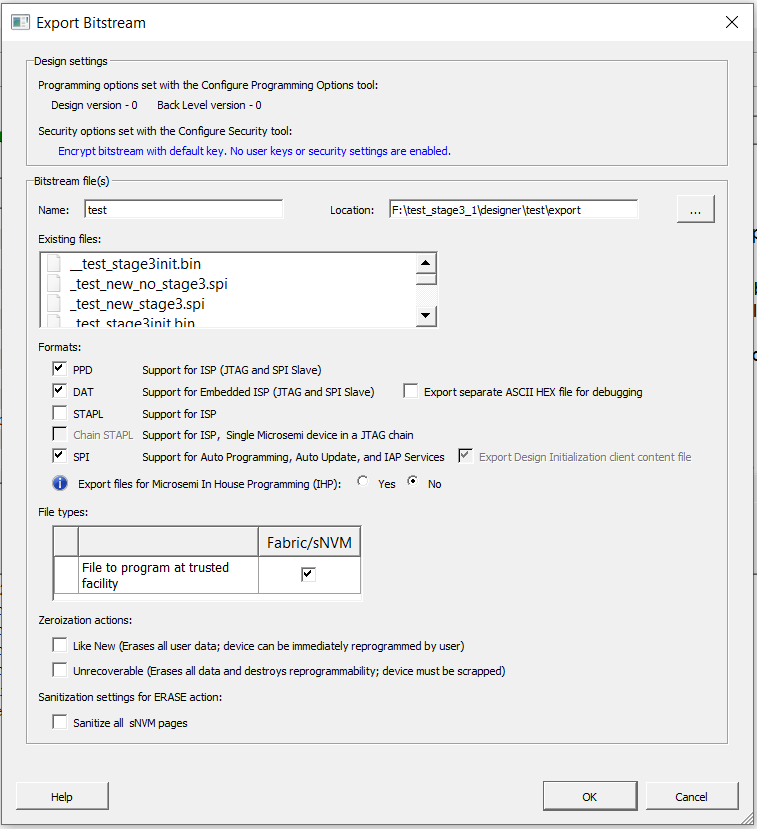 Export Bitstream
Design settings
Programming options set with the Configure Programming Options tool:
Design version - 0 Back Level version - 0
Security options set with the Configure Security tool:
Encrypt bitstream with default key. No user keys or security settings are enabled.
Bitstream file(s)
Name: test Location: F:\test_stage3_1\designer\test\export ...
Existing files:
__test_stage3init.bin
_test_new_no_stage3.spi
_test_new_stage3.spi
_test_stage3init.bin
Formats:
PPD Support for ISP (JTAG and SPI Slave)
DAT Support for Embedded ISP (JTAG and SPI Slave) Export separate ASCII HEX file for debugging
STAPL Support for ISP
Chain STAPL Support for ISP, Single Microsemi device in a JTAG chain
SPI Support for Auto Programming, Auto Update, and IAP Services Export Design Initialization client content file
Export files for Microsemi In House Programming (IHP): Yes No
File types:
Fabric/sNVM
File to program at trusted
facility
Zeroization actions:
Like New (Erases all user data; device can be immediately reprogrammed by user)
Unrecoverable (Erases all data and destroys reprogrammability; device must be scrapped)
Sanitization settings for ERASE action:
Sanitize all sNVM pages
Help OK Cancel